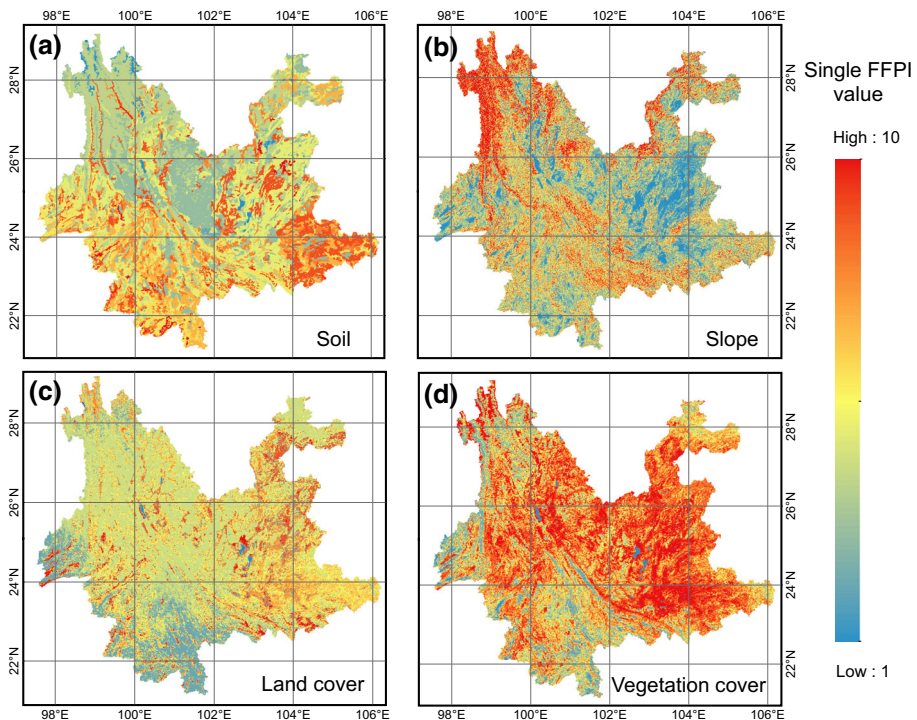 98°E 100°E 102°E 104°E 106°E 98°E 100°E 102°E 104°E 106°E
(a)
28°N
26°N
24°N
22°N
Soil
(b)
28°N
26°N
24°N
22°N
Slope
Single FFPI
value
High : 10
Low : 1
(c)
28°N
26°N
24°N
22°N
Land cover
(d)
28°N
26°N
24°N
22°N
Vegetation cover
98°E 100°E 102°E 104°E 106°E 98°E 100°E 102°E 104°E 106°E